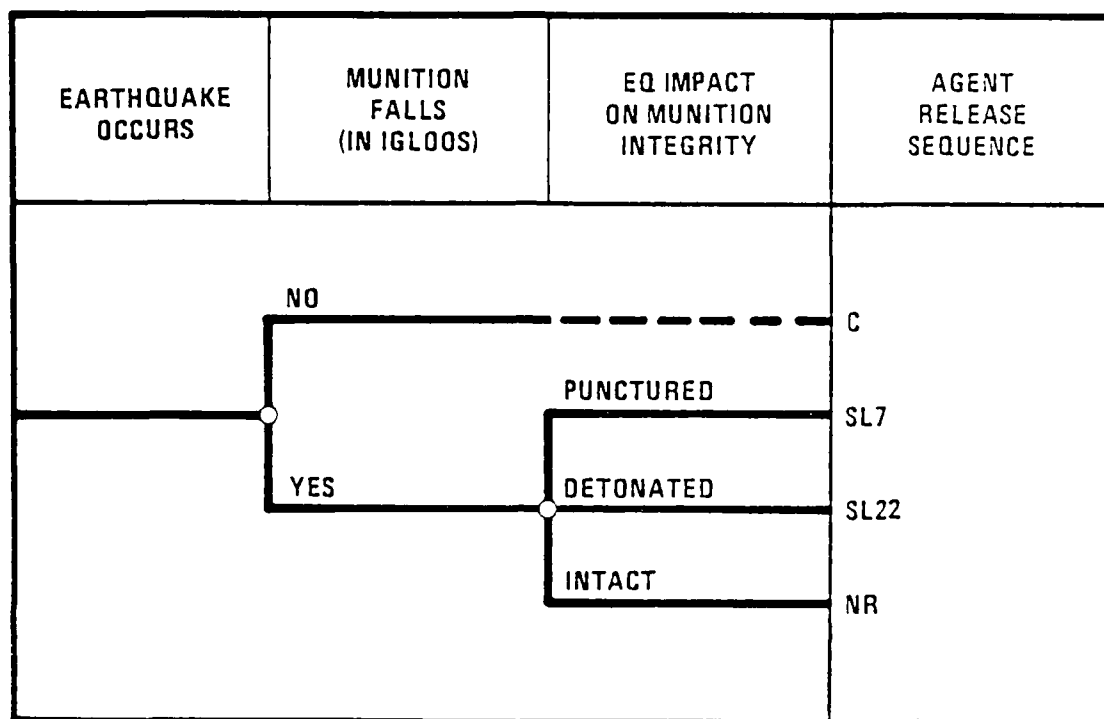 EARTHQUAKE
OCCURS
MUNITION
FALLS
(IN IGLOOS)
EQ IMPACT
ON MUNITION
INTEGRITY
AGENT
RELEASE
SEQUENCE
NO
C
PUNCTURED
SL7
YES
DETONATED
SL22
INTACT
NR